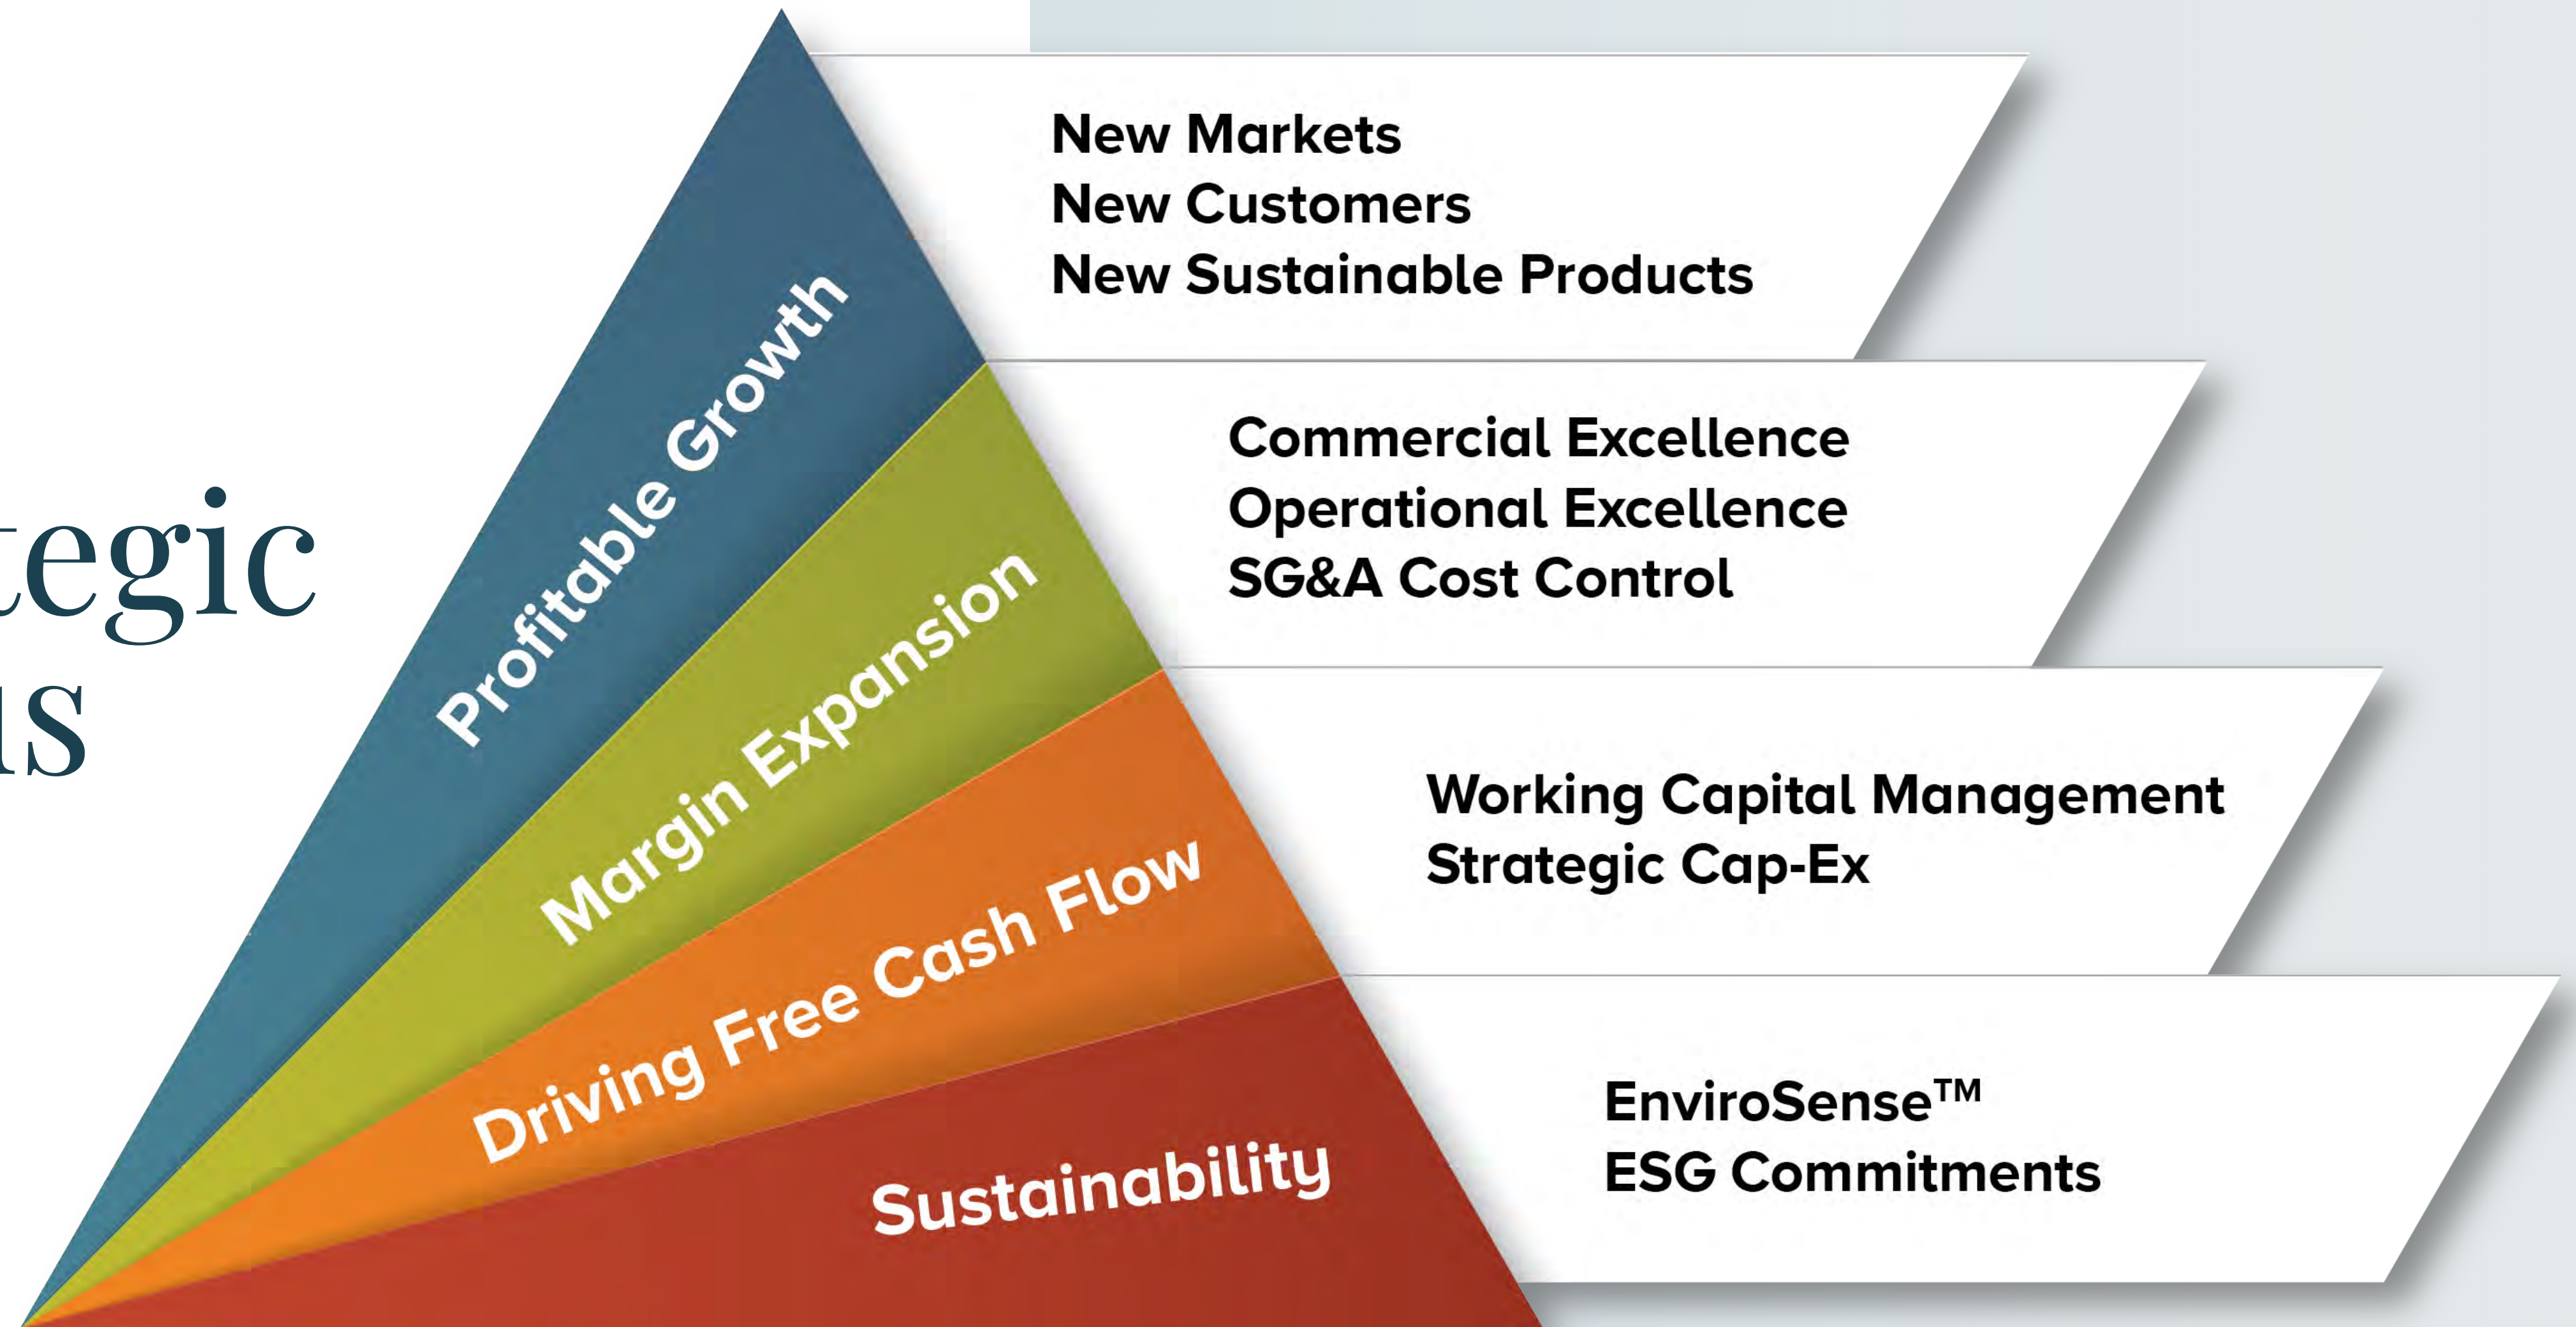 tegic
us
Profitable Growth
New Markets
New Customers
New Sustainable Products
Margin Expansion
Commercial Excellence
Operational Excellence
SG&A Cost Control
Driving Free Cash Flow
Working Capital Management
Strategic Cap-Ex
Sustainability
EnviroSense™
ESG Commitments